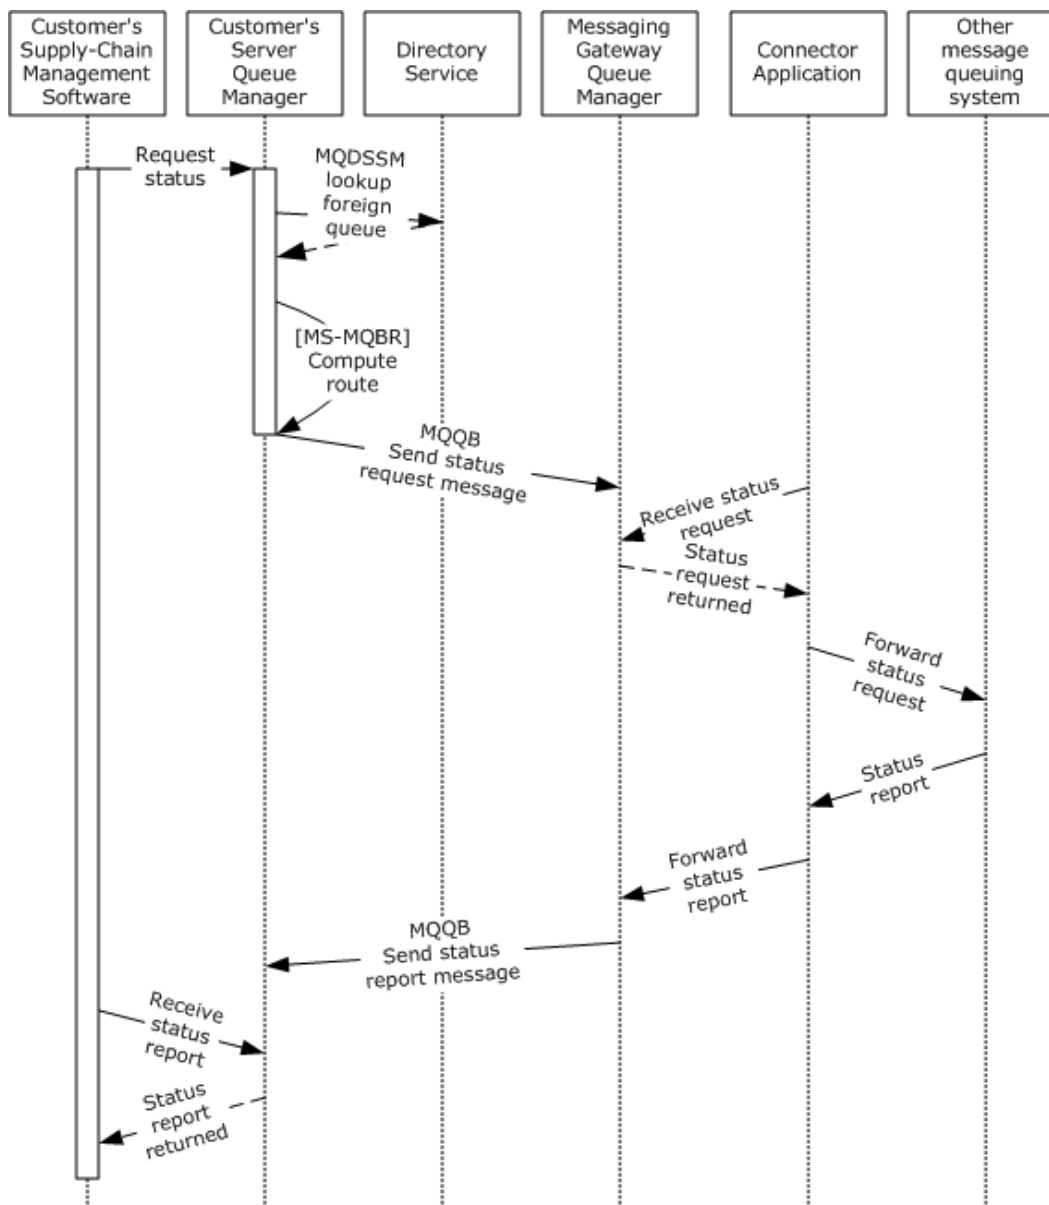 Customer's
Supply-Chain
Management
Software
Customer's
Server
Queue
Manager
Directory
Service
Messaging
Gateway
Queue
Manager
Connector
Application
Other
message
queuing
system
Request
status
MQDSSM
lookup
foreign
queue
[MS-MQBR]
Compute
route
MQQB
Send status
request message
Receive status
request
Status
request
returned
Forward
status
request
Status
report
Forward
status
report
MQQB
Send status
report message
Receive
status
report
Status
report
returned